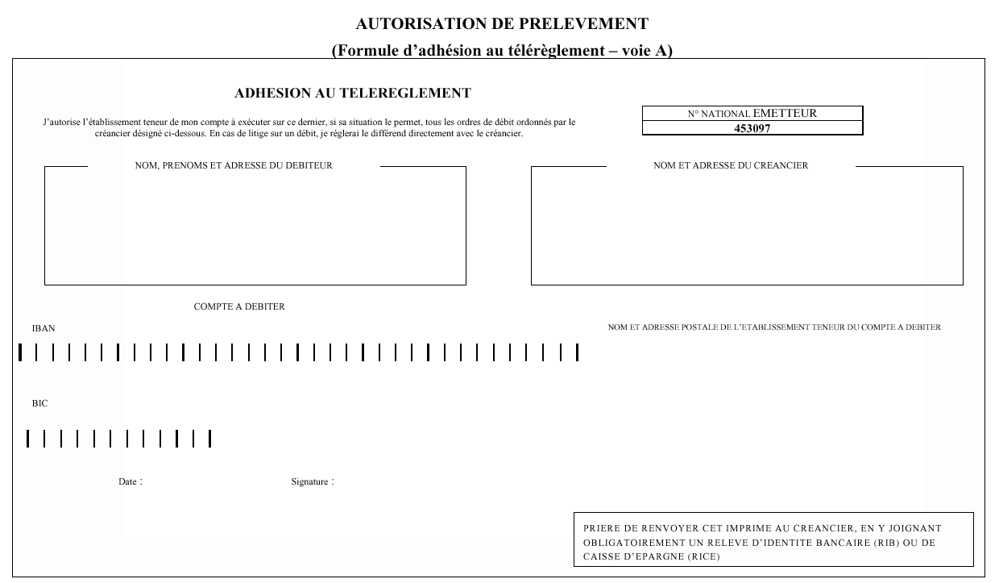 AUTORISATION DE PRELEVEMENT
(Formule d’adhésion au télérèglement – voie A)
ADHESION AU TELEREGLEMENT
J’autorise l’établissement teneur de mon compte à exécuter sur ce dernier, si sa situation le permet, tous les ordres de débit ordonnés par le
créancier désigné ci-dessous. En cas de litige sur un débit, je réglerai le différend directement avec le créancier.
N° NATIONAL EMETTEUR
453097
NOM, PRENOMS ET ADRESSE DU DEBITEUR
NOM ET ADRESSE DU CREANCIER
COMPTE A DEBITER
IBAN
NOM ET ADRESSE POSTALE DE L’ETABLISSEMENT TENEUR DU COMPTE A DEBITER
BIC
Date :
Signature :
PRIERE DE RENVOYER CET IMPRIME AU CREANCIER, EN Y JOIGNANT
OBLIGATOIREMENT UN RELEVE D’IDENTITE BANCAIRE (RIB) OU DE
CAISSE D’EPARGNE (RICE)